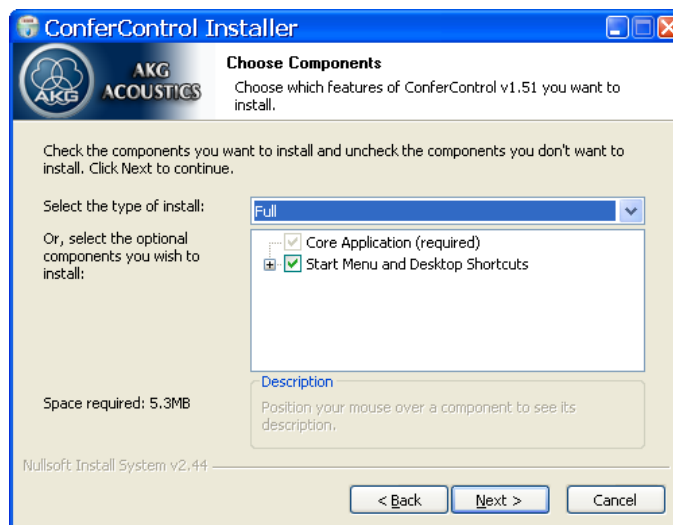 ConferControl Installer
AKG
AKG
ACOUSTICS
Choose Components
Choose which features of ConferControl v1.51 you want to
install.
Check the components you want to install and uncheck the components you don't want to
install. Click Next to continue.
Select the type of install:
Full
Or, select the optional
components you wish to
install:
Core Application (required)
Start Menu and Desktop Shortcuts
Space required: 5.3MB
Description
Position your mouse over a component to see its
description.
Nullsoft Install System v2.44
< Back
Next >
Cancel